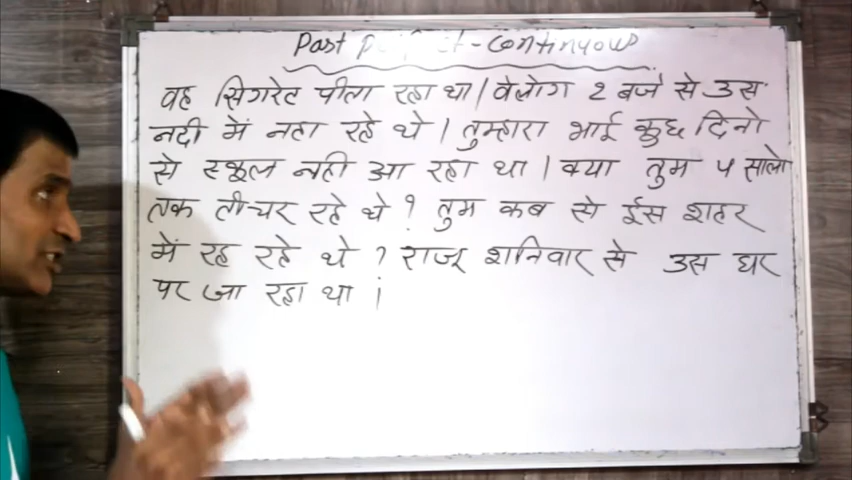 Past - Continuous
वह सिगरेट पीता रहा था। वेलोग 2 बजे से उस
नदी में नहा रहे थे। तुम्हारा भाई कुछ दिनो
से स्कूल नही आ रहा था। क्या तुम 5 सालो
तक टीचर रहे थे? तुम कब से ईस शहर
में रह रहे थे? राजू शनिवार से उस घर
पर जा रहा था।